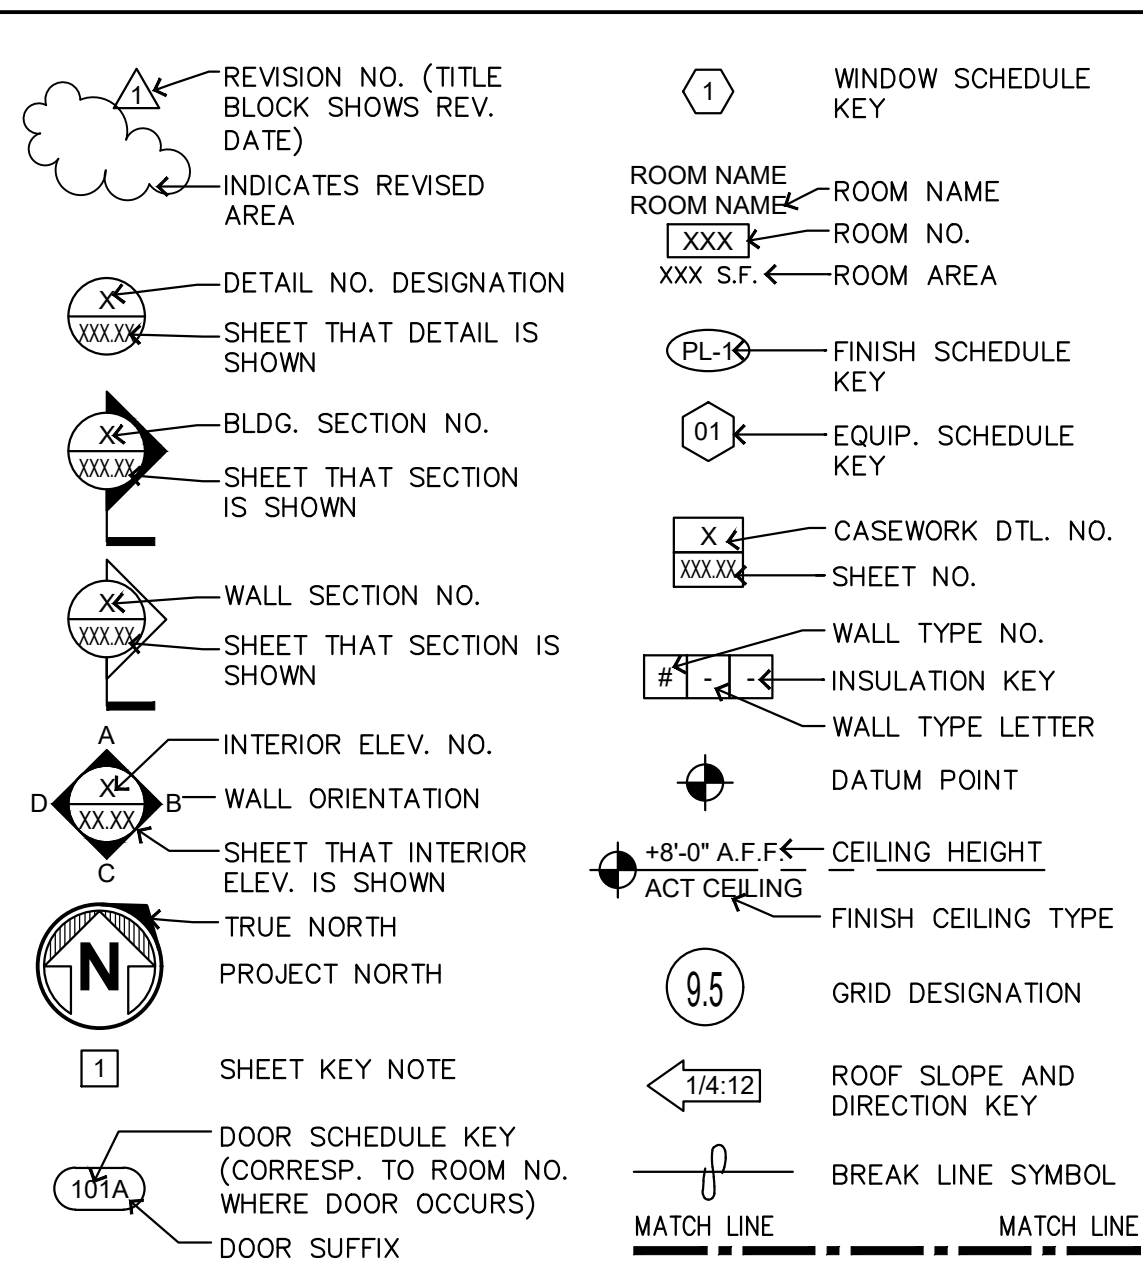 1
REVISION NO. (TITLE
BLOCK SHOWS REV.
DATE)
INDICATES REVISED
AREA
X
XXX.XX
DETAIL NO. DESIGNATION
SHEET THAT DETAIL IS
SHOWN
X
XXX.XX
BLDG. SECTION NO.
SHEET THAT SECTION
IS SHOWN
X
XXX.XX
WALL SECTION NO.
SHEET THAT SECTION IS
SHOWN
A
D
X
XX.XX
B
C
INTERIOR ELEV. NO.
WALL ORIENTATION
SHEET THAT INTERIOR
ELEV. IS SHOWN
N
TRUE NORTH
PROJECT NORTH
1
SHEET KEY NOTE
101A
DOOR SCHEDULE KEY
(CORRESP. TO ROOM NO.
WHERE DOOR OCCURS)
DOOR SUFFIX
1
WINDOW SCHEDULE
KEY
ROOM NAME
ROOM NAME
ROOM NAME
XXX
ROOM NO.
XXX S.F.
ROOM AREA
PL-1
FINISH SCHEDULE
KEY
01
EQUIP. SCHEDULE
KEY
X
CASEWORK DTL. NO.
XXX.XX
SHEET NO.
WALL TYPE NO.
# - -
INSULATION KEY
WALL TYPE LETTER
DATUM POINT
+8'-0" A.F.F.
CEILING HEIGHT
ACT CEILING
FINISH CEILING TYPE
9.5
GRID DESIGNATION
1/4:12
ROOF SLOPE AND
DIRECTION KEY
BREAK LINE SYMBOL
MATCH LINE MATCH LINE